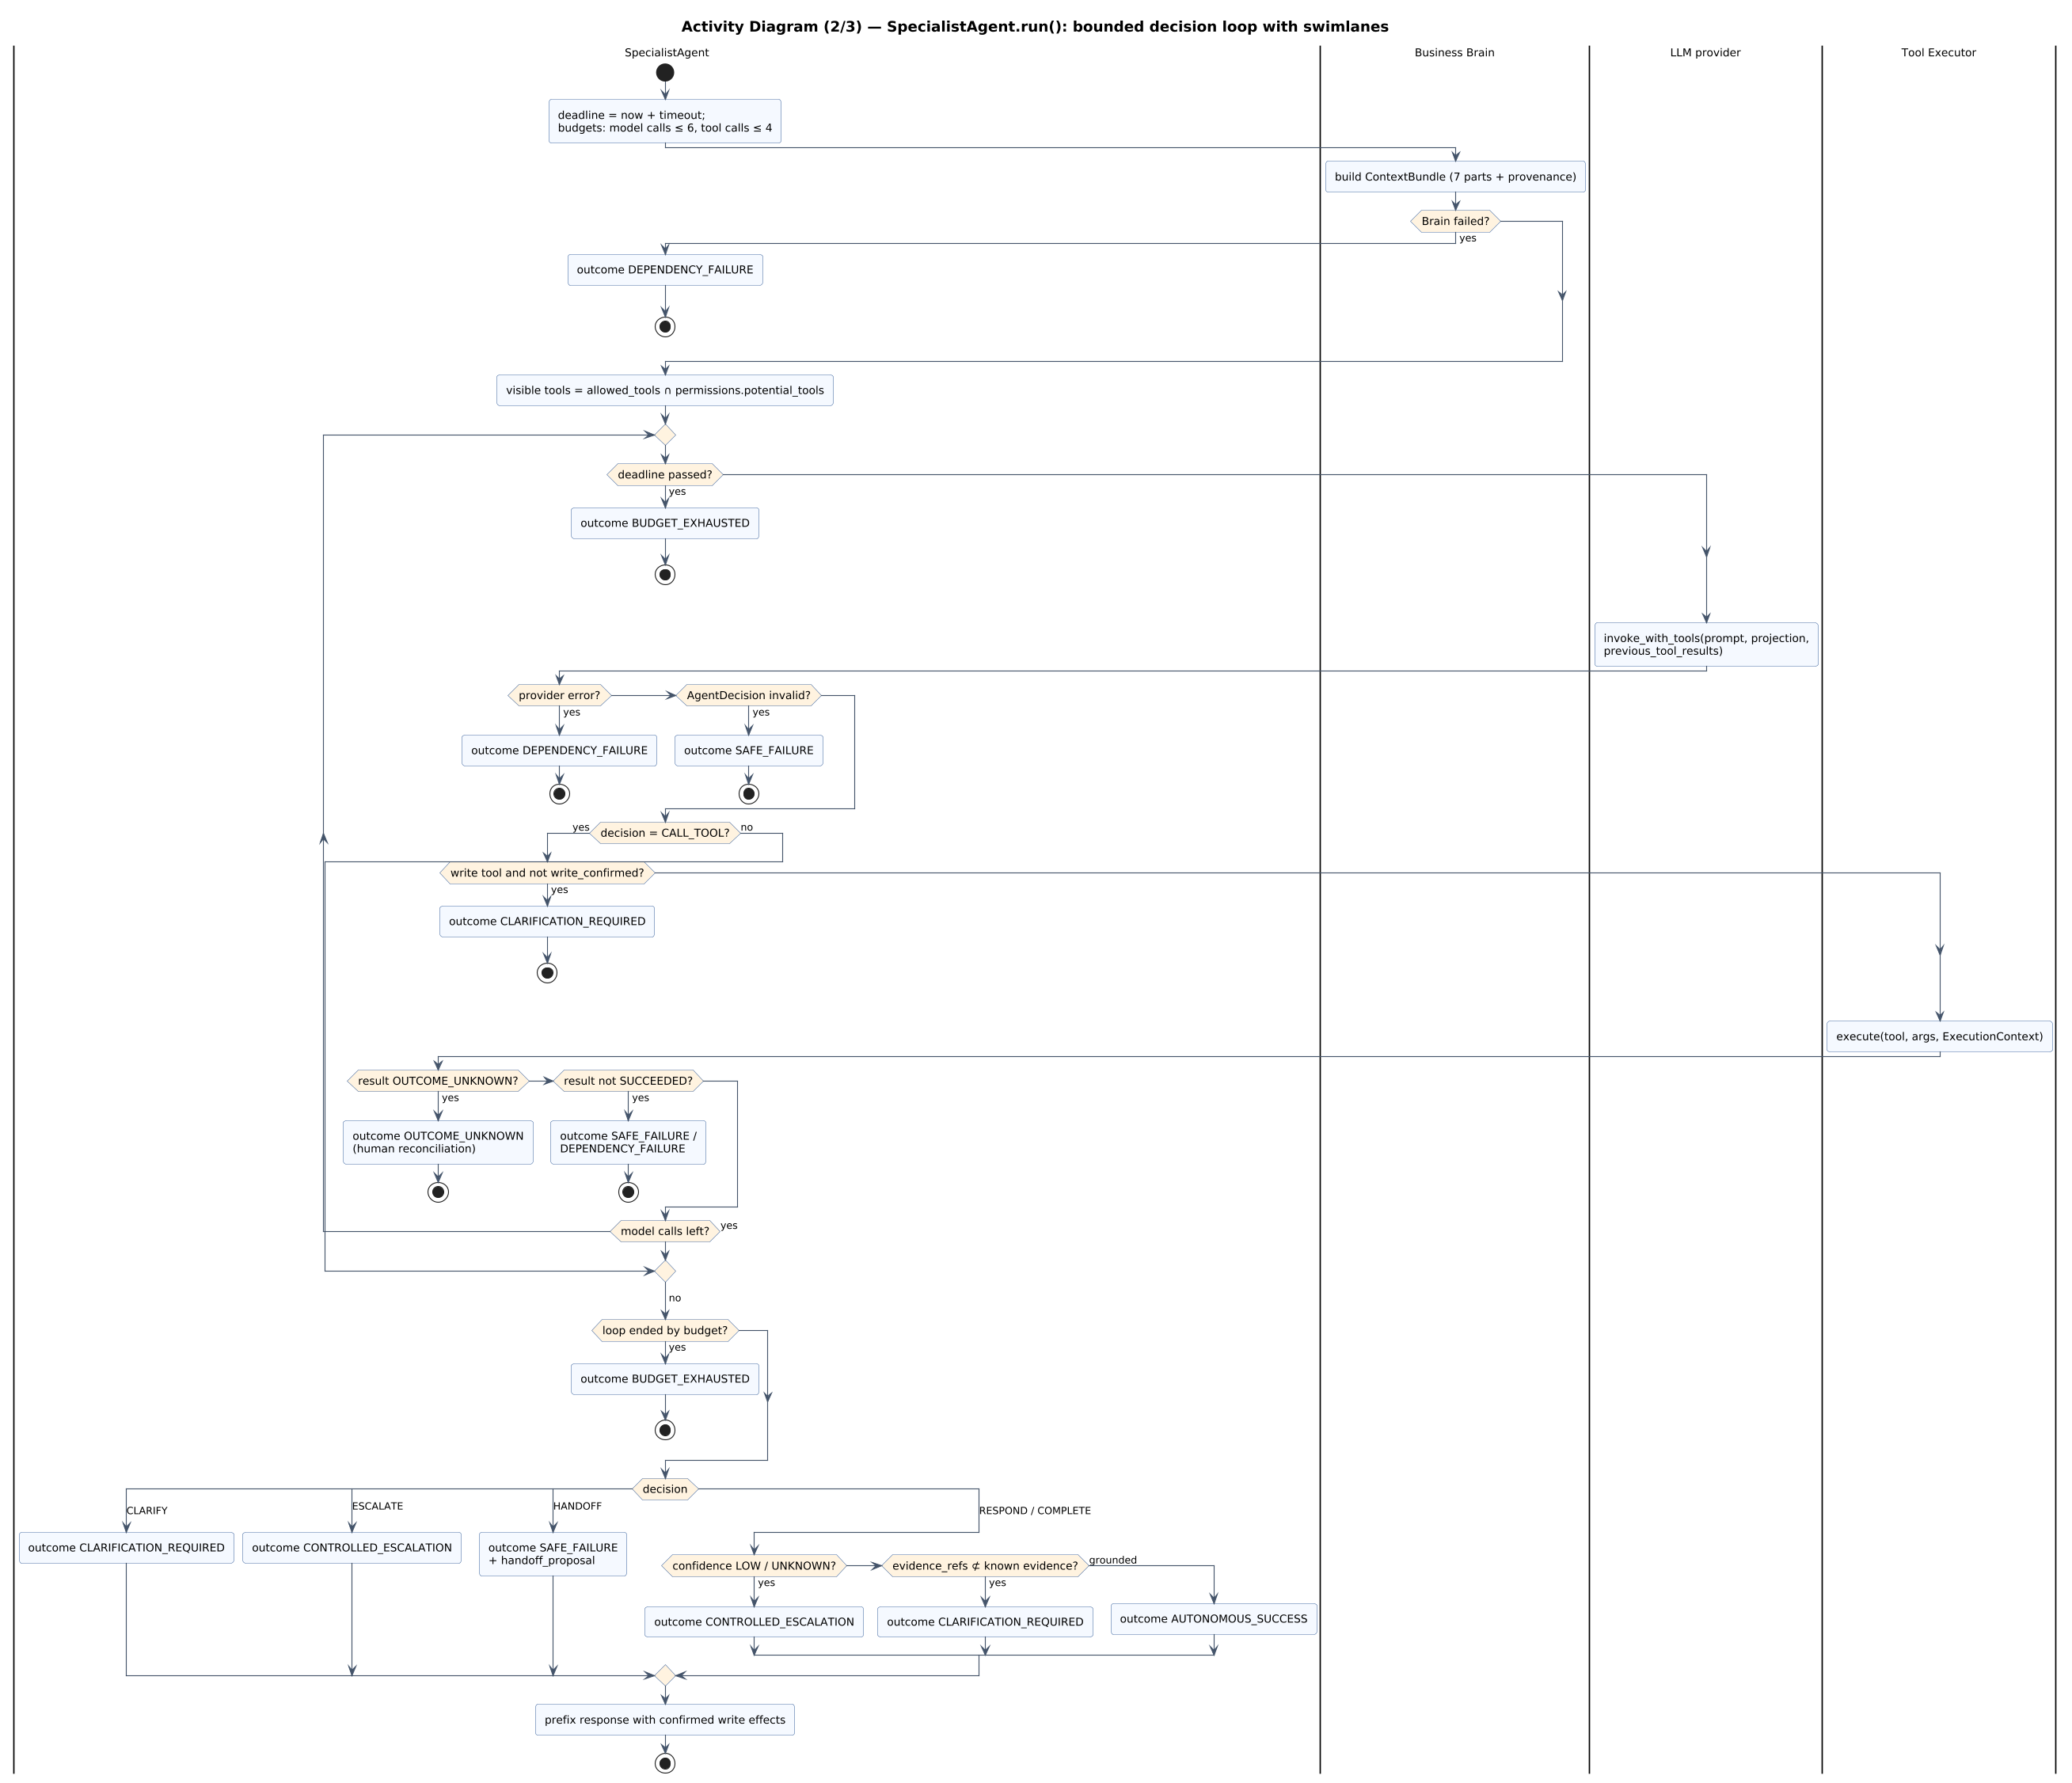 Activity Diagram (2/3) — SpecialistAgent.run(): bounded decision loop with swimlanes
SpecialistAgent
Business Brain
LLM provider
Tool Executor
deadline = now + timeout;
budgets: model calls ≤ 6, tool calls ≤ 4
build ContextBundle (7 parts + provenance)
Brain failed?
yes
outcome DEPENDENCY_FAILURE
visible tools = allowed_tools ∩ permissions.potential_tools
deadline passed?
yes
outcome BUDGET_EXHAUSTED
invoke_with_tools(prompt, projection,
previous_tool_results)
provider error?
AgentDecision invalid?
yes
yes
outcome DEPENDENCY_FAILURE
outcome SAFE_FAILURE
yes
decision = CALL_TOOL?
no
write tool and not write_confirmed?
yes
outcome CLARIFICATION_REQUIRED
execute(tool, args, ExecutionContext)
result OUTCOME_UNKNOWN?
result not SUCCEEDED?
yes
yes
outcome OUTCOME_UNKNOWN
(human reconciliation)
outcome SAFE_FAILURE /
DEPENDENCY_FAILURE
model calls left?
yes
no
loop ended by budget?
yes
outcome BUDGET_EXHAUSTED
decision
CLARIFY
ESCALATE
HANDOFF
RESPOND / COMPLETE
outcome CLARIFICATION_REQUIRED
outcome CONTROLLED_ESCALATION
outcome SAFE_FAILURE
+ handoff_proposal
confidence LOW / UNKNOWN?
evidence_refs ⊄ known evidence?
grounded
yes
yes
outcome CONTROLLED_ESCALATION
outcome CLARIFICATION_REQUIRED
outcome AUTONOMOUS_SUCCESS
prefix response with confirmed write effects